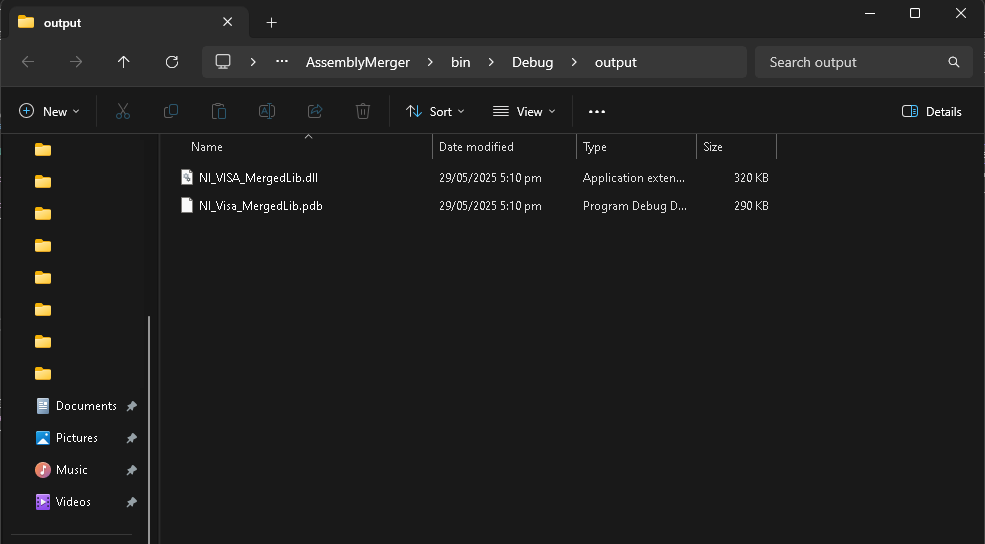 output
AssemblyMerger > bin > Debug > output
Search output
New
Sort
View
Details
Name Date modified Type Size
NI_VISA_MergedLib.dll 29/05/2025 5:10 pm Application exten... 320 KB
NI_Visa_MergedLib.pdb 29/05/2025 5:10 pm Program Debug D... 290 KB
Documents
Pictures
Music
Videos